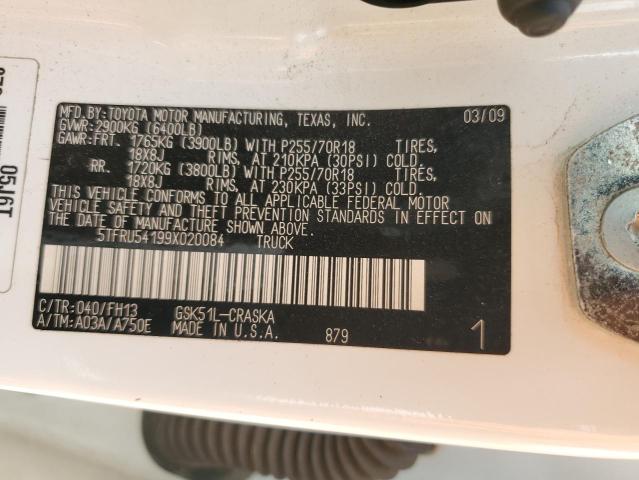 MFD. BY: TOYOTA MOTOR MANUFACTURING, TEXAS, INC. 03/09
GVWR: 2900KG (6400LB)
GAWR: FRT. 1765KG (3900LB) WITH P255/70R18 TIRES,
18X8J RIMS, AT 210KPA (30PSI) COLD.
RR. 1720KG (3800LB) WITH P255/70R18 TIRES,
18X8J RIMS, AT 230KPA (33PSI) COLD.
THIS VEHICLE CONFORMS TO ALL APPLICABLE FEDERAL MOTOR
VEHICLE SAFETY AND THEFT PREVENTION STANDARDS IN EFFECT
ON THE DATE OF MANUFACTURE SHOWN ABOVE.
5TFRU54199X020084 TRUCK
C/TR: 040/FH13 GSK51L-CRASKA
A/TM: A03A/A750E MADE IN U.S.A. 879 1
05J6T